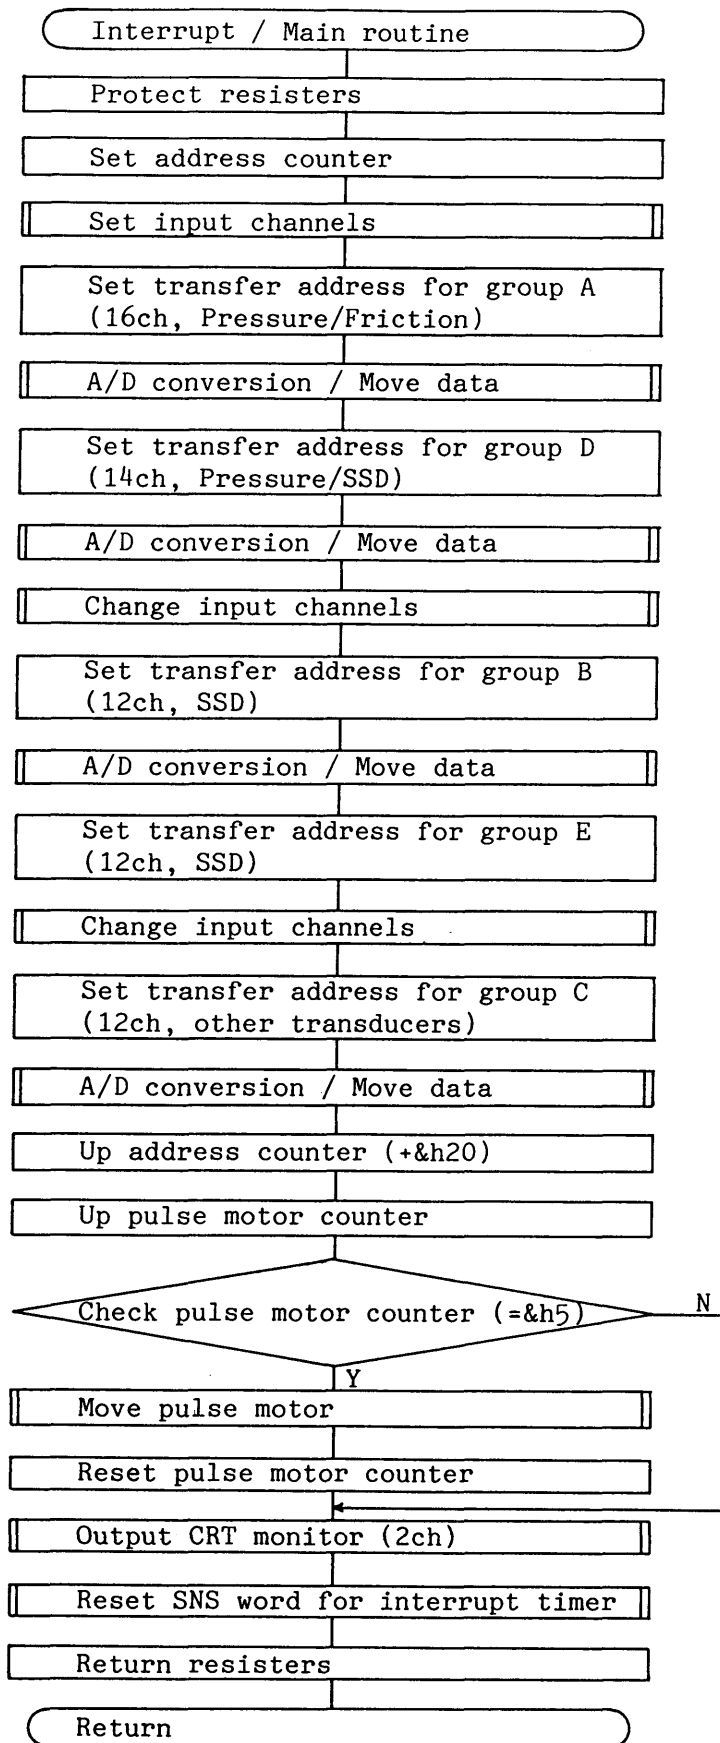 Interrupt / Main routine
Protect resisters
Set address counter
Set input channels
Set transfer address for group A
(16ch, Pressure/Friction)
A/D conversion / Move data
Set transfer address for group D
(14ch, Pressure/SSD)
A/D conversion / Move data
Change input channels
Set transfer address for group B
(12ch, SSD)
A/D conversion / Move data
Set transfer address for group E
(12ch, SSD)
Change input channels
Set transfer address for group C
(12ch, other transducers)
A/D conversion / Move data
Up address counter (+&h20)
Up pulse motor counter
Check pulse motor counter (=&h5)
N
Y
Move pulse motor
Reset pulse motor counter
Output CRT monitor (2ch)
Reset SNS word for interrupt timer
Return resisters
Return